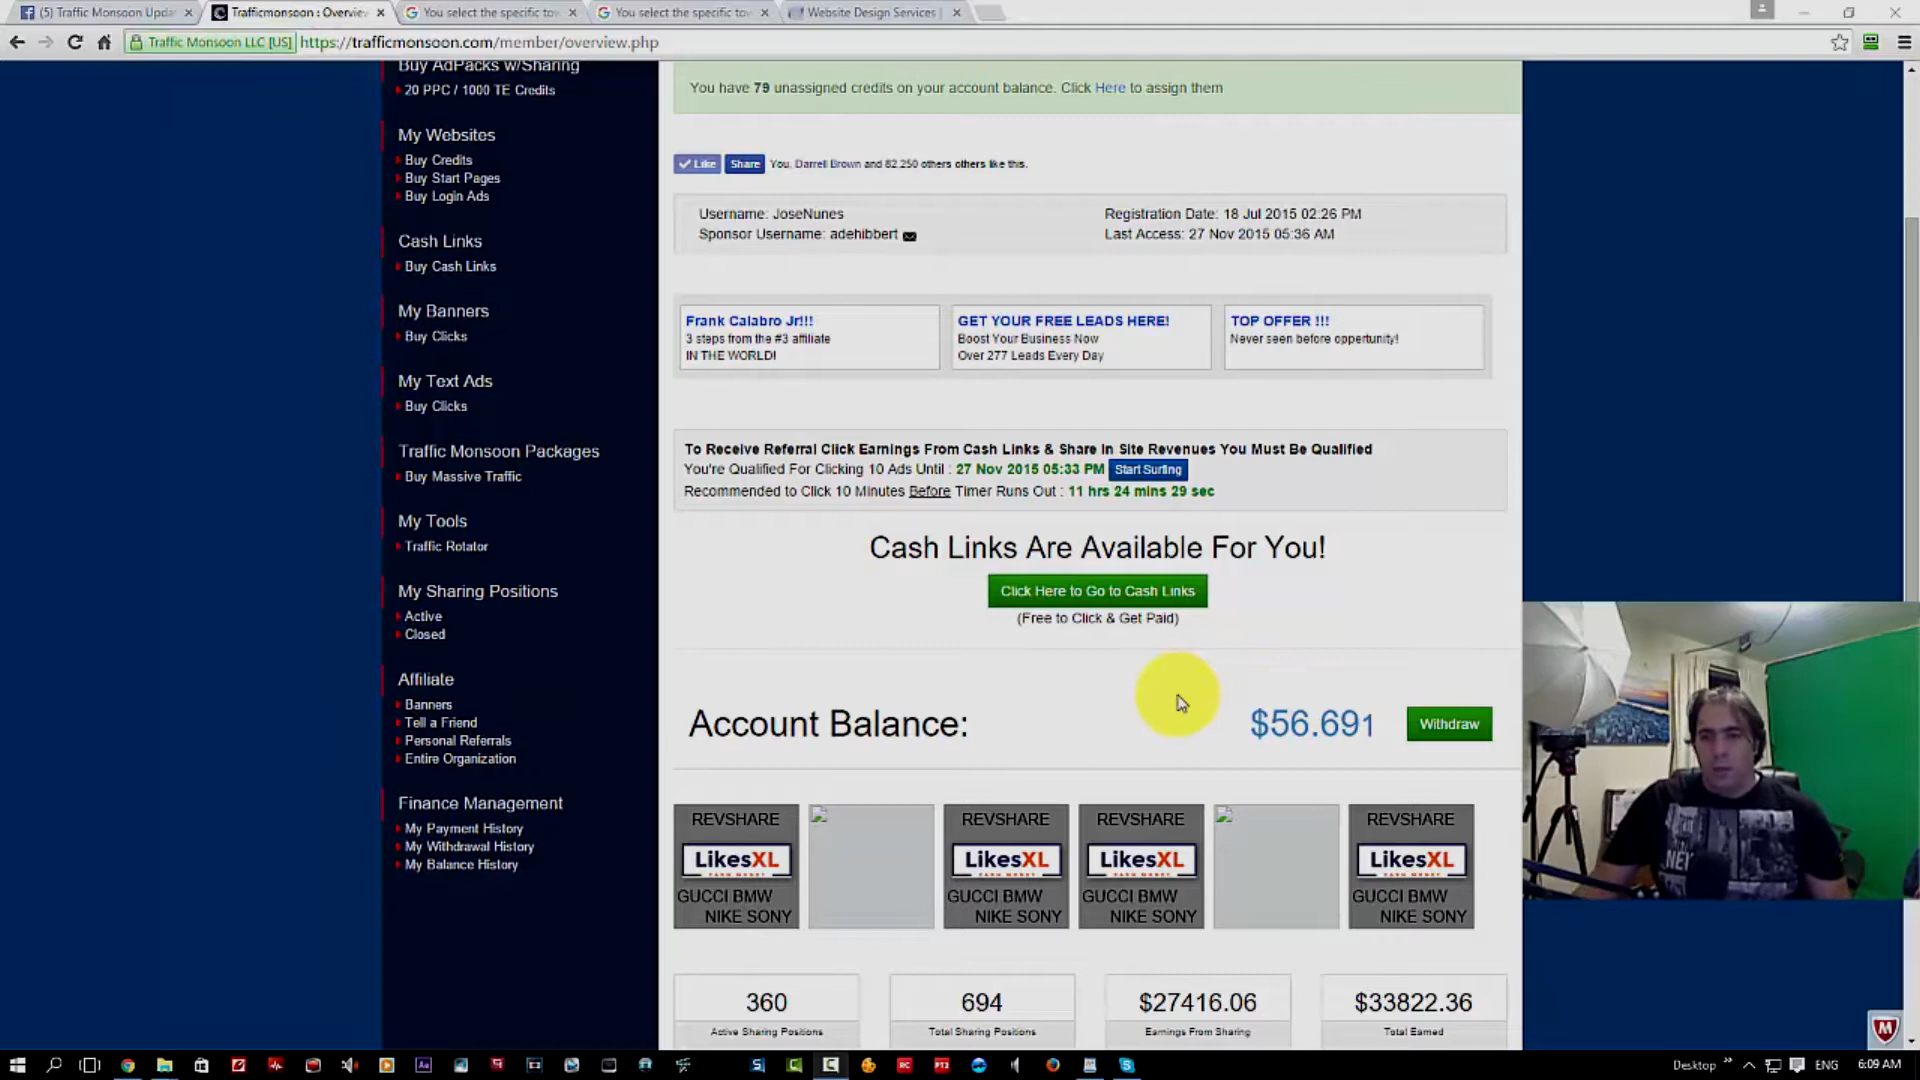 (5) Traffic Monsoon Upda
Trafficmonsoon : Overvie
You select the specific to
You select the specific to
Website Design Services |
Traffic Monsoon LLC [US]
https://trafficmonsoon.com/member/overview.php
Buy AdPacks w/Sharing
20 PPC / 1000 TE Credits
My Websites
Buy Credits
Buy Start Pages
Buy Login Ads
Cash Links
Buy Cash Links
My Banners
Buy Clicks
My Text Ads
Buy Clicks
Traffic Monsoon Packages
Buy Massive Traffic
My Tools
Traffic Rotator
My Sharing Positions
Active
Closed
Affiliate
Banners
Tell a Friend
Personal Referrals
Entire Organization
Finance Management
My Payment History
My Withdrawal History
My Balance History
You have 79 unassigned credits on your account balance. Click Here to assign them
Like Share You, Darrell Brown and 82,250 others others like this.
Username: JoseNunes
Sponsor Username: adehibbert
Registration Date: 18 Jul 2015 02:26 PM
Last Access: 27 Nov 2015 05:36 AM
Frank Calabro Jr!!!
3 steps from the #3 affiliate
IN THE WORLD!
GET YOUR FREE LEADS HERE!
Boost Your Business Now
Over 277 Leads Every Day
TOP OFFER !!!
Never seen before opportunity!
To Receive Referral Click Earnings From Cash Links & Share In Site Revenues You Must Be Qualified
You're Qualified For Clicking 10 Ads Until : 27 Nov 2015 05:33 PM Start Surfing
Recommended to Click 10 Minutes Before Timer Runs Out : 11 hrs 24 mins 29 sec
Cash Links Are Available For You!
Click Here to Go to Cash Links
(Free to Click & Get Paid)
Account Balance: $56.691 Withdraw
REVSHARE
LikesXL
EARN MONEY
GUCCI BMW
NIKE SONY
REVSHARE
LikesXL
EARN MONEY
GUCCI BMW
NIKE SONY
REVSHARE
LikesXL
EARN MONEY
GUCCI BMW
NIKE SONY
REVSHARE
LikesXL
EARN MONEY
GUCCI BMW
NIKE SONY
360
Active Sharing Positions
694
Total Sharing Positions
$27416.06
Earnings From Sharing
$33822.36
Total Earned
Ae
RC
PT2
Desktop
ENG
6:09 AM